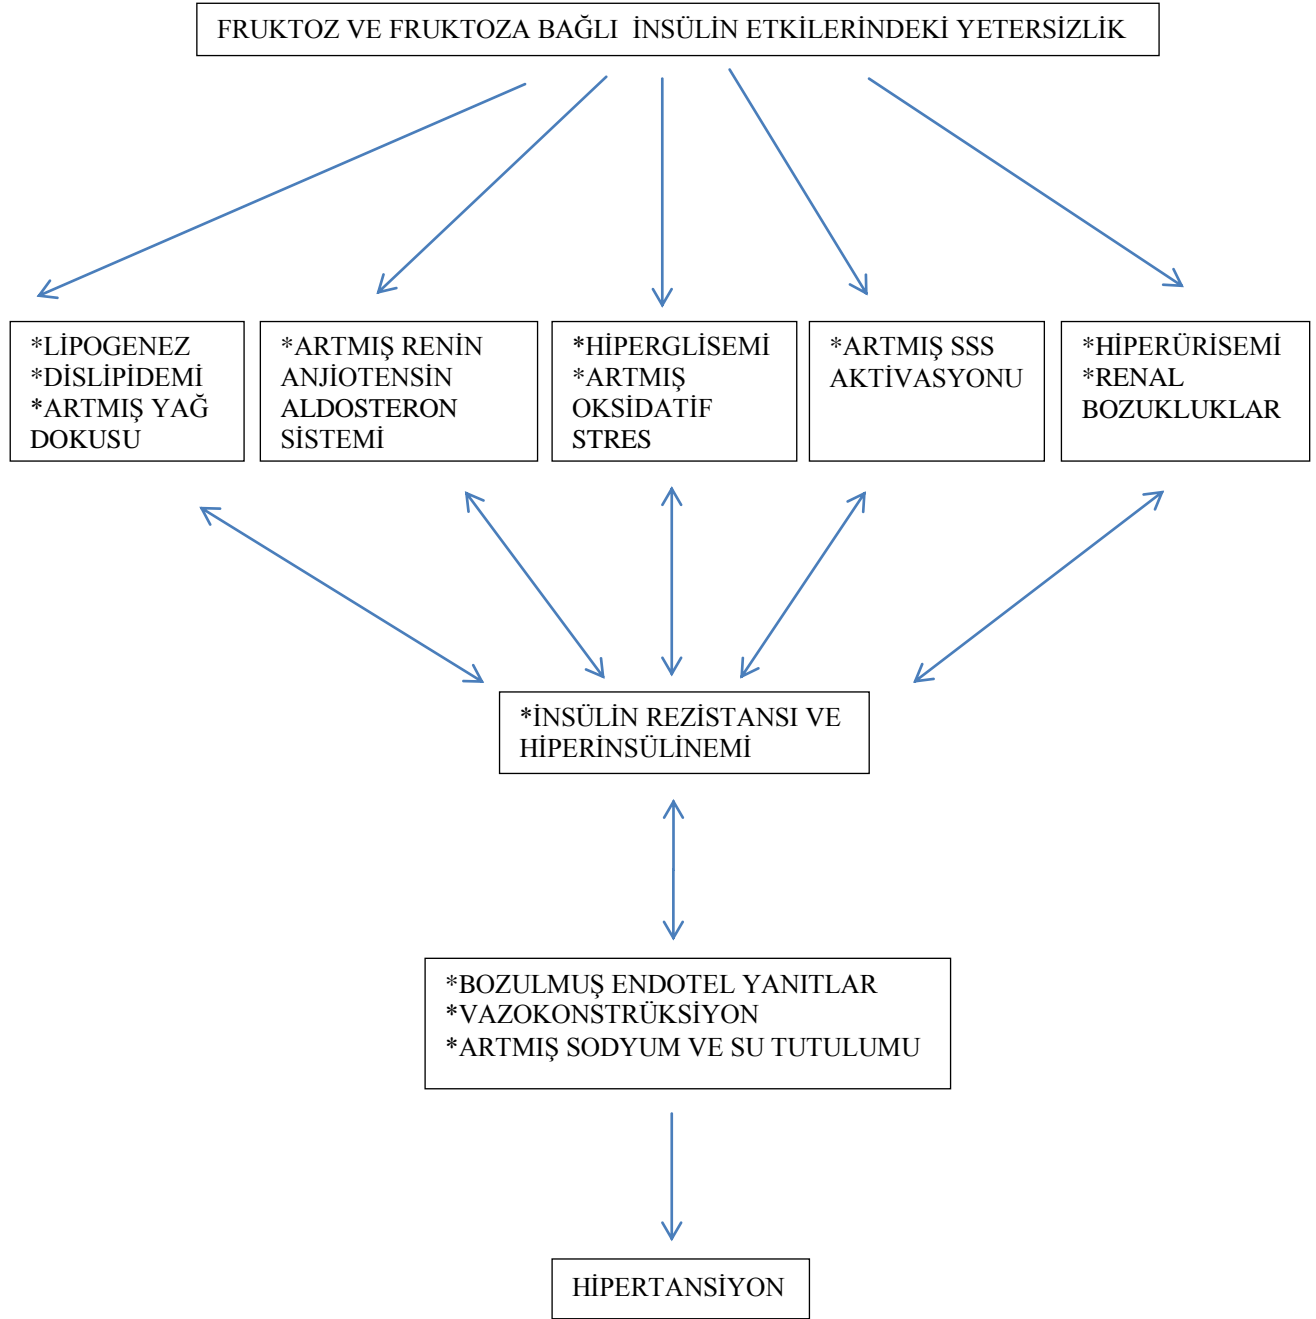 FRUKTOZ VE FRUKTOZA BAĞLI İNSÜLİN ETKİLERİNDEKİ YETERSİZLİK
*LİPOGENEZ
*DİSLİPİDEMİ
*ARTMIŞ YAĞ
DOKUSU
*ARTMIŞ RENİN
ANJİOTENSİN
ALDOSTERON
SİSTEMİ
*HİPERGLİSEMİ
*ARTMIŞ
OKSİDATİF
STRES
*ARTMIŞ SSS
AKTİVASYONU
*HİPERÜRİSEMİ
*RENAL
BOZUKLUKLAR
*İNSÜLİN REZİSTANSI VE
HİPERİNSÜLİNEMİ
*BOZULMUŞ ENDOTEL YANITLAR
*VAZOKONSTRÜKSİYON
*ARTMIŞ SODYUM VE SU TUTULUMU
HİPERTANSİYON